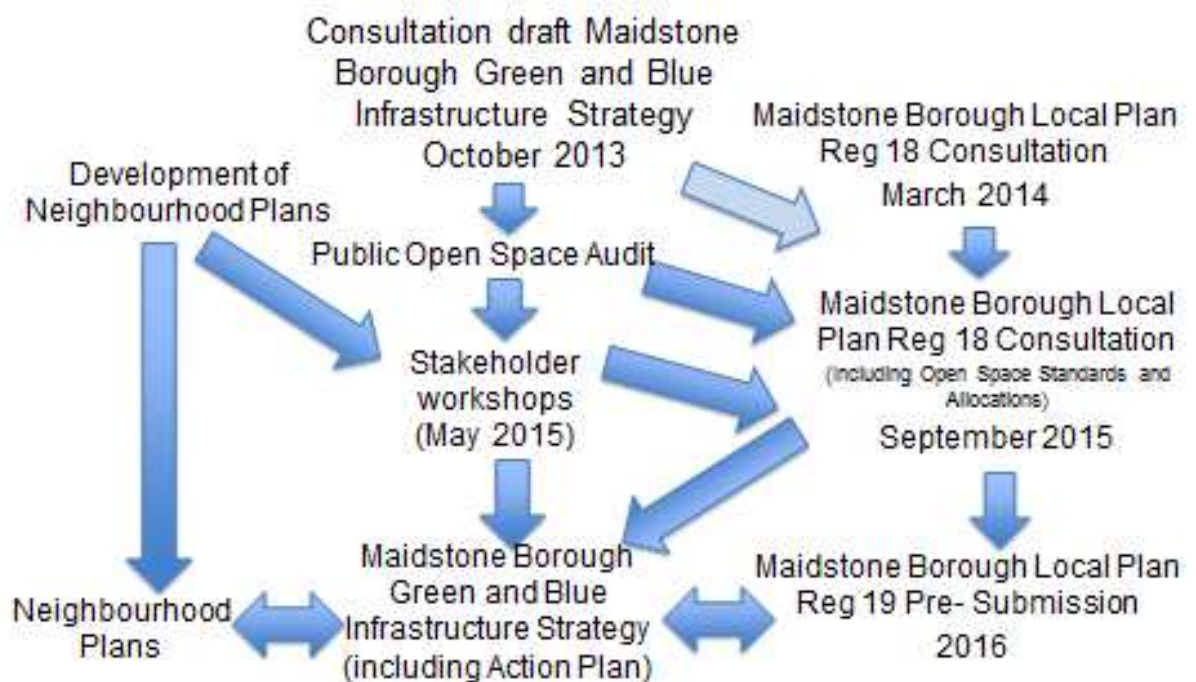 Consultation draft Maidstone
Borough Green and Blue
Infrastructure Strategy
October 2013
Maidstone Borough Local Plan
Reg 18 Consultation
March 2014
Development of
Neighbourhood Plans
Public Open Space Audit
Maidstone Borough Local
Plan Reg 18 Consultation
(including Open Space Standards and
Allocations)
September 2015
Stakeholder
workshops
(May 2015)
Neighbourhood
Plans
Maidstone Borough
Green and Blue
Infrastructure Strategy
(including Action Plan)
Maidstone Borough Local Plan
Reg 19 Pre- Submission
2016